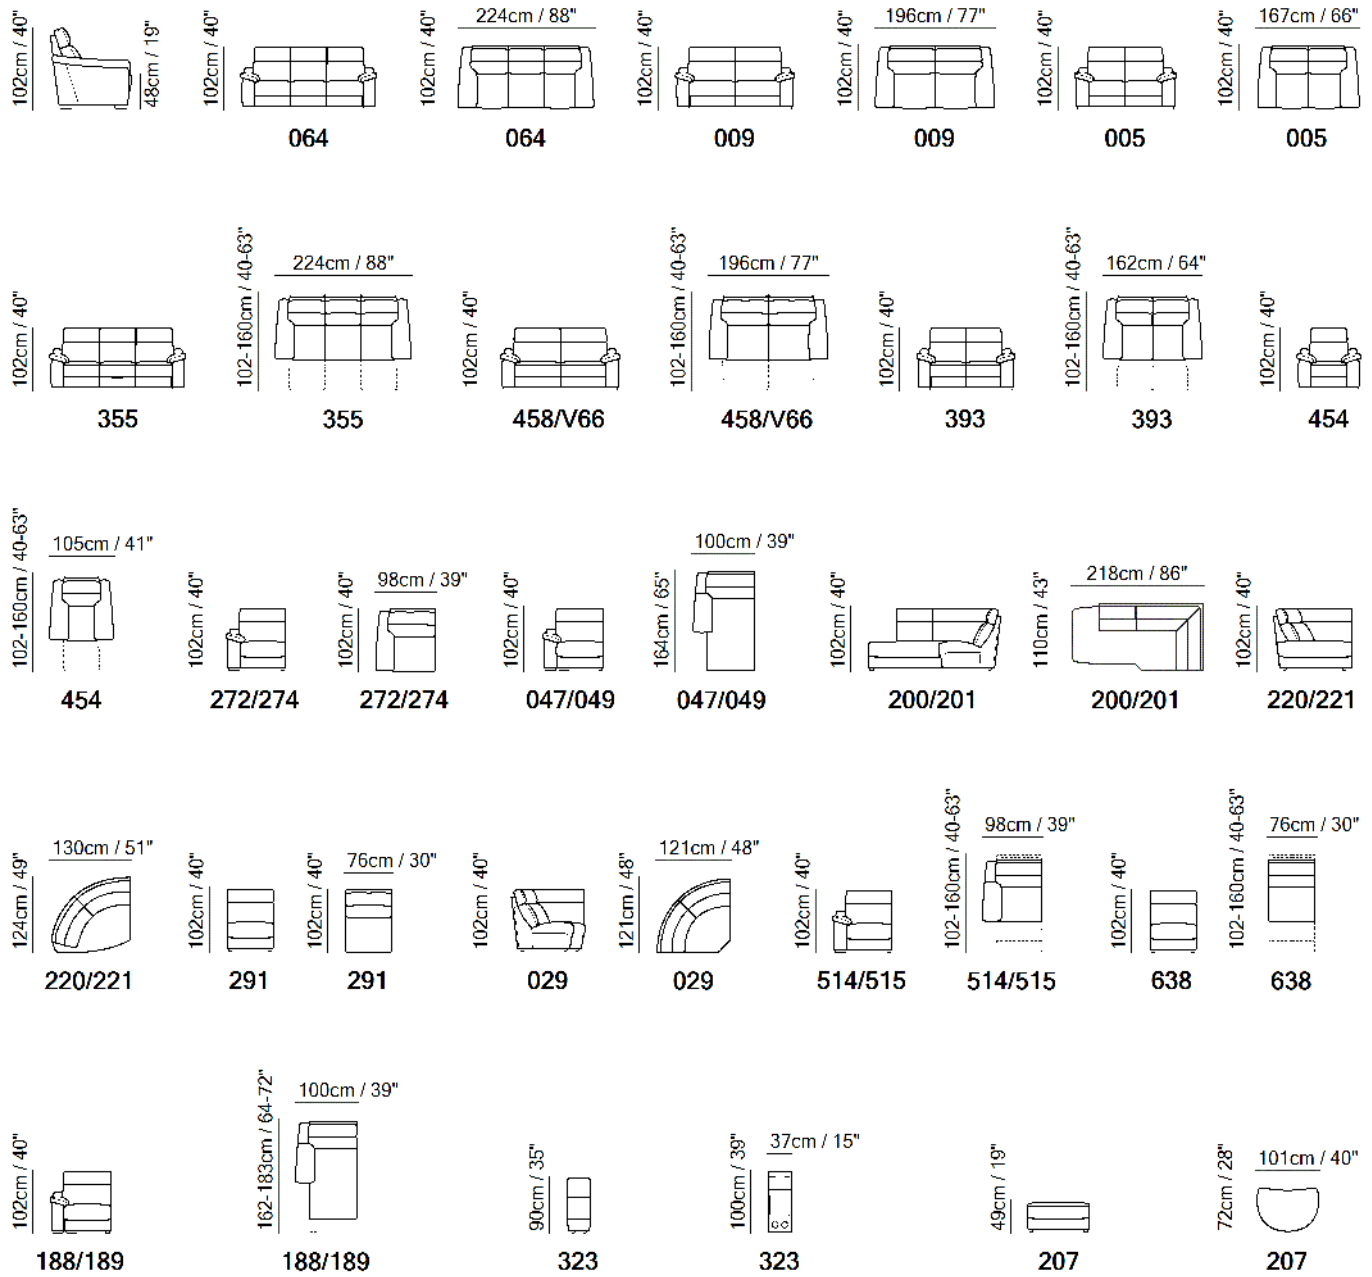 102cm / 40"
48cm / 19"
102cm / 40"
064
102cm / 40"
224cm / 88"
064
102cm / 40"
009
102cm / 40"
196cm / 77"
009
102cm / 40"
005
102cm / 40"
167cm / 66"
005
102cm / 40"
355
102-160cm / 40-63"
224cm / 88"
355
102cm / 40"
458/V66
102-160cm / 40-63"
196cm / 77"
458/V66
102cm / 40"
393
102-160cm / 40-63"
162cm / 64"
393
102cm / 40"
454
102-160cm / 40-63"
105cm / 41"
454
102cm / 40"
272/274
102cm / 40"
98cm / 39"
272/274
102cm / 40"
047/049
164cm / 65"
100cm / 39"
047/049
102cm / 40"
200/201
110cm / 43"
218cm / 86"
200/201
102cm / 40"
220/221
124cm / 49"
130cm / 51"
220/221
102cm / 40"
291
102cm / 40"
76cm / 30"
291
102cm / 40"
029
121cm / 48"
121cm / 48"
029
102cm / 40"
514/515
102-160cm / 40-63"
98cm / 39"
514/515
102cm / 40"
638
102-160cm / 40-63"
76cm / 30"
638
102cm / 40"
188/189
162-183cm / 64-72"
100cm / 39"
188/189
90cm / 35"
323
100cm / 39"
37cm / 15"
323
49cm / 19"
207
72cm / 28"
101cm / 40"
207